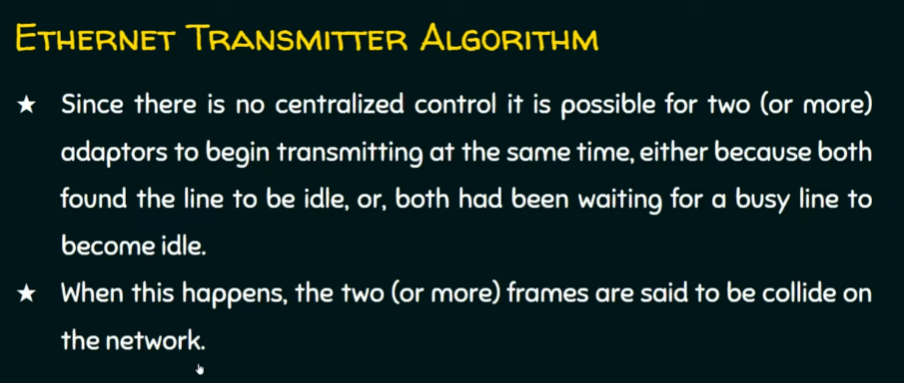 ETHERNET TRANSMITTER ALGORITHM
★ Since there is no centralized control it is possible for two (or more)
adaptors to begin transmitting at the same time, either because both
found the line to be idle, or, both had been waiting for a busy line to
become idle.
★ When this happens, the two (or more) frames are said to be collide on
the network.